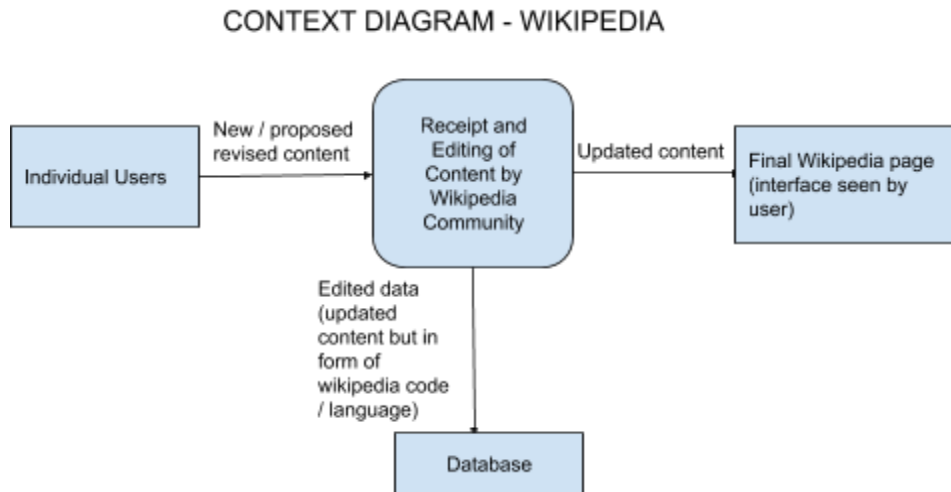 CONTEXT DIAGRAM - WIKIPEDIA
Individual Users
New / proposed
revised content
Receipt and
Editing of
Content by
Wikipedia
Community
Updated content
Final Wikipedia page
(interface seen by
user)
Edited data
(updated
content but in
form of
wikipedia code
/ language)
Database